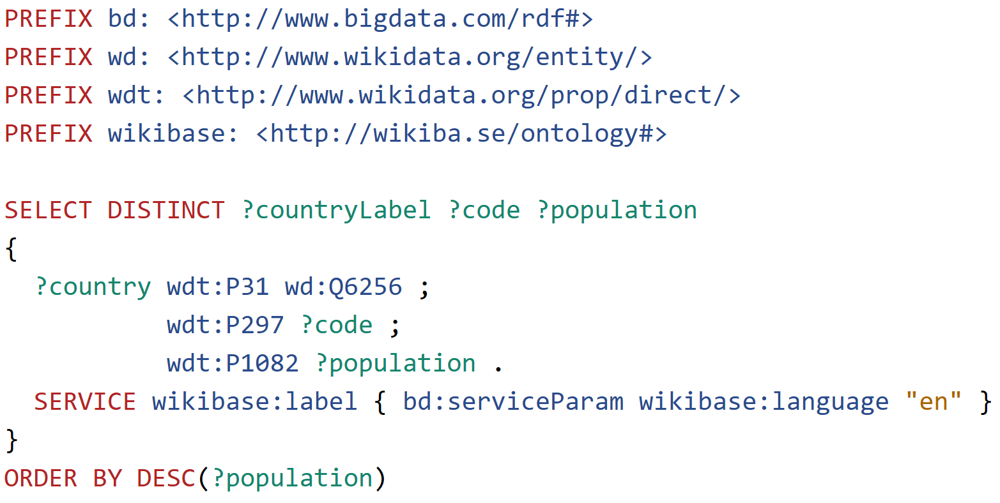 PREFIX bd: <http://www.bigdata.com/rdf#>
PREFIX wd: <http://www.wikidata.org/entity/>
PREFIX wdt: <http://www.wikidata.org/prop/direct/>
PREFIX wikibase: <http://wikiba.se/ontology#>

SELECT DISTINCT ?countryLabel ?code ?population
{
  ?country wdt:P31 wd:Q6256 ;
           wdt:P297 ?code ;
           wdt:P1082 ?population .
  SERVICE wikibase:label { bd:serviceParam wikibase:language "en" }
}
ORDER BY DESC(?population)